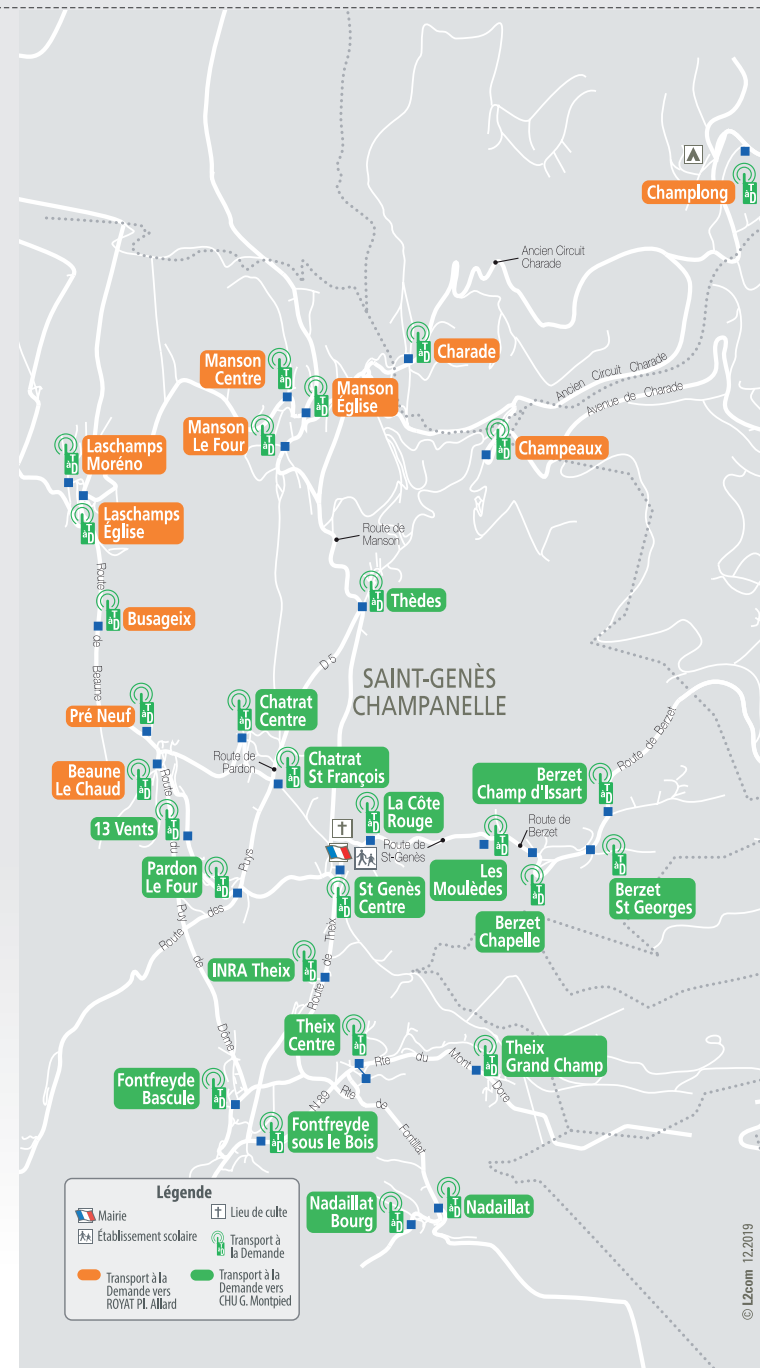 Champlong
T
à D
Ancien Circuit
Charade
Charade
T
à D
Manson
Centre
T
à D
Manson
Église
T
à D
Ancien Circuit Charade
Avenue de Charade
Manson
Le Four
T
à D
Champeaux
T
à D
Laschamps
Moréno
T
à D
Laschamps
Église
T
à D
Route de
Manson
Route de Beaune
Busageix
T
à D
Thèdes
T
à D
D 5
SAINT-GENÈS
CHAMPANELLE
Pré Neuf
T
à D
Chatrat
Centre
T
à D
Route de
Pardon
Chatrat
St François
T
à D
Route de Berzet
Beaune
Le Chaud
T
à D
Berzet
Champ d'Issart
T
à D
13 Vents
T
à D
La Côte
Rouge
T
à D
Route de
St-Genès
Route de
Berzet
Les
Moulèdes
T
à D
Pardon
Le Four
T
à D
Route des Puys
Route du Puy de Dôme
St Genès
Centre
T
à D
Berzet
Chapelle
T
à D
Berzet
St Georges
T
à D
INRA Theix
T
à D
Route de Theix
Theix
Centre
T
à D
Rte du Mont Dore
Theix
Grand Champ
T
à D
Fontfreyde
Bascule
T
à D
N 89
Rte de Fontillat
Fontfreyde
sous le Bois
T
à D
Nadaillat
Bourg
T
à D
Nadaillat
T
à D
Légende
Mairie
Lieu de culte
Établissement scolaire
T
à D
Transport à
la Demande
Transport à la
Demande vers
ROYAT Pl. Allard
Transport à la
Demande vers
CHU G. Montpied
© L2com 12.2019